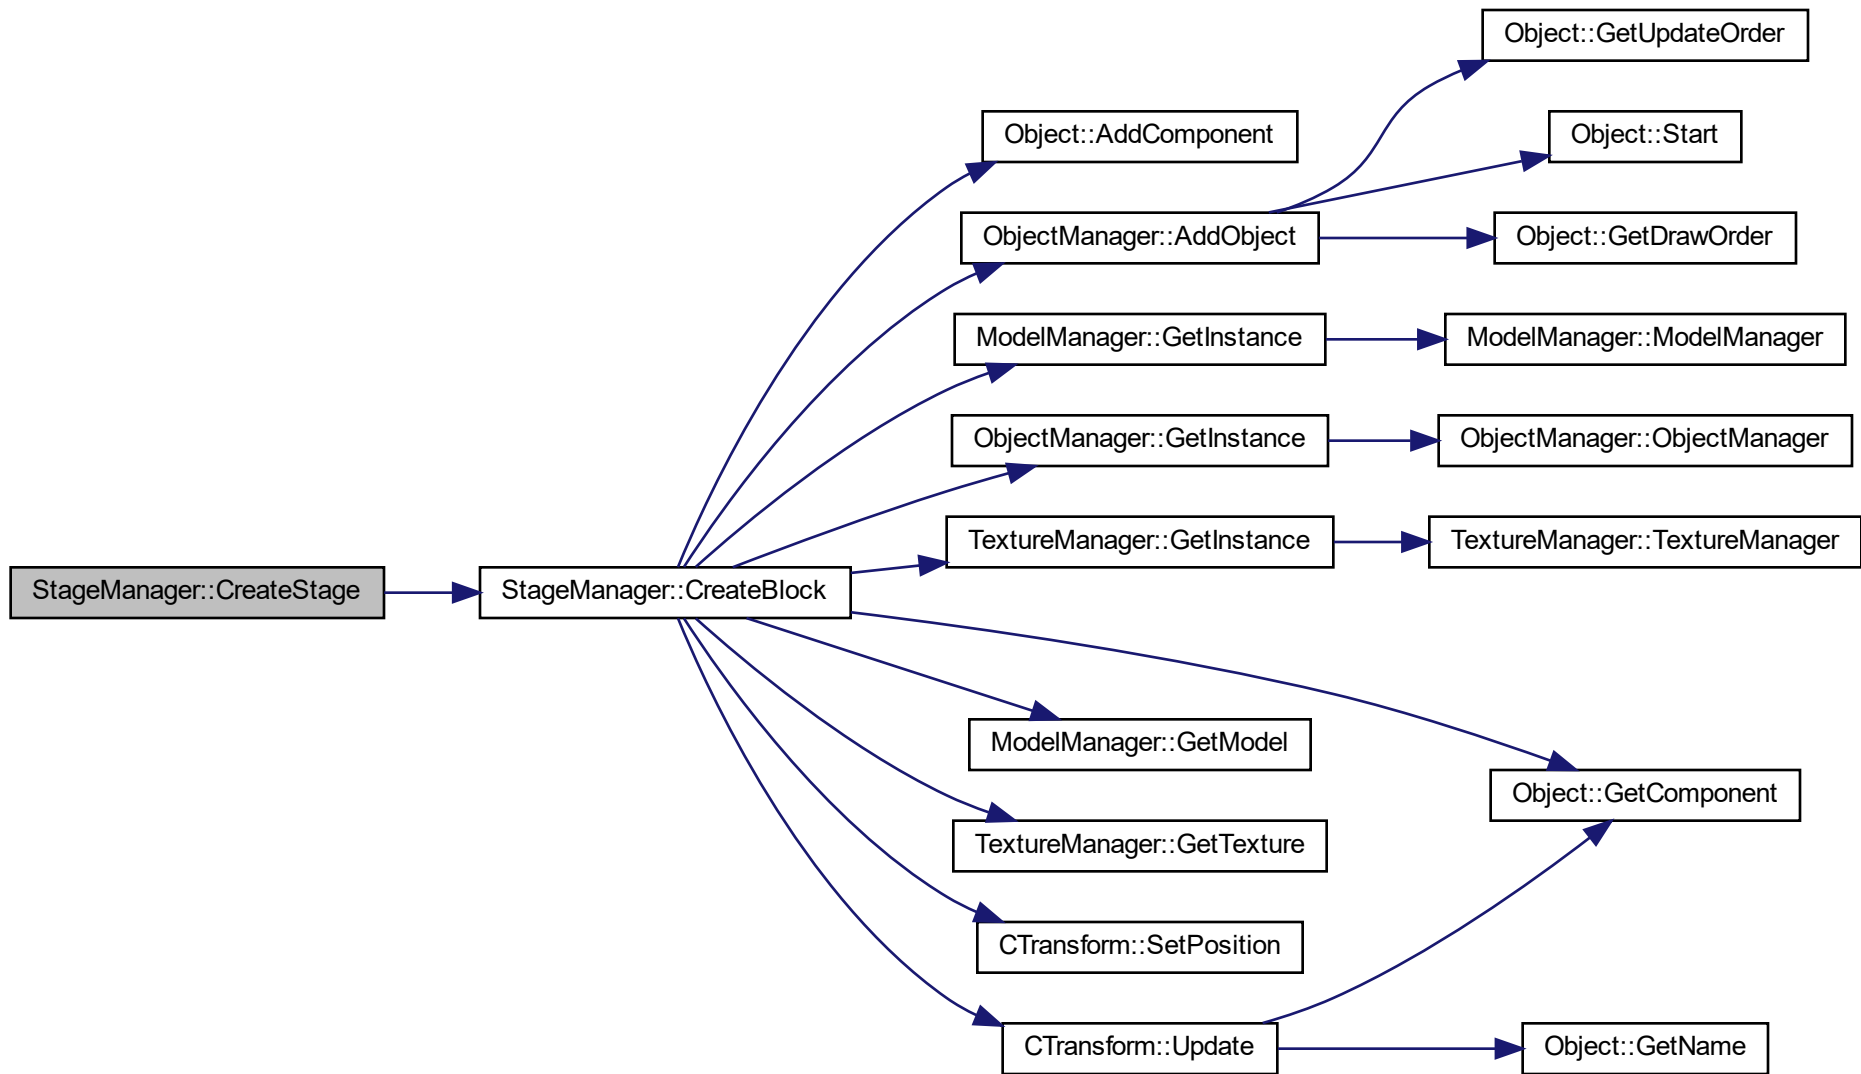 Object::GetUpdateOrder
Object::AddComponent
Object::Start
ObjectManager::AddObject
Object::GetDrawOrder
ModelManager::GetInstance
ModelManager::ModelManager
ObjectManager::GetInstance
ObjectManager::ObjectManager
TextureManager::GetInstance
TextureManager::TextureManager
StageManager::CreateStage
StageManager::CreateBlock
ModelManager::GetModel
Object::GetComponent
TextureManager::GetTexture
CTransform::SetPosition
CTransform::Update
Object::GetName